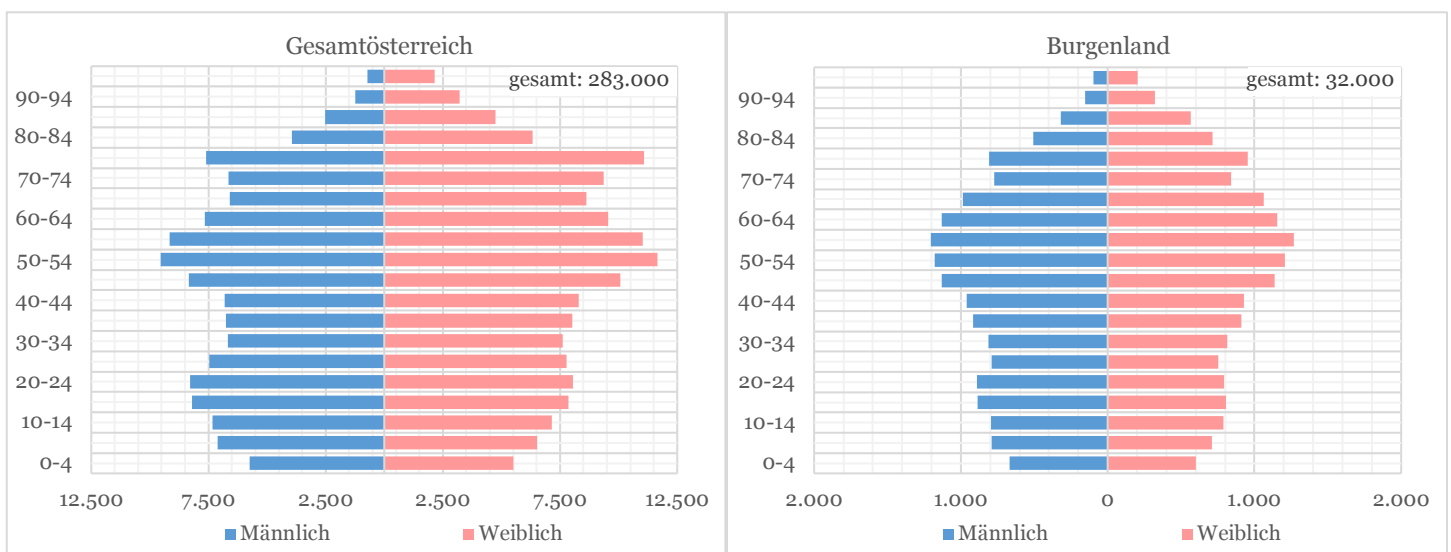 Gesamtösterreich
gesamt: 283.000
90-94
80-84
70-74
60-64
50-54
40-44
30-34
20-24
10-14
0-4
12.500 7.500 2.500 2.500 7.500 12.500
Männlich Weiblich
Burgenland
gesamt: 32.000
90-94
80-84
70-74
60-64
50-54
40-44
30-34
20-24
10-14
0-4
2.000 1.000 0 1.000 2.000
Männlich Weiblich